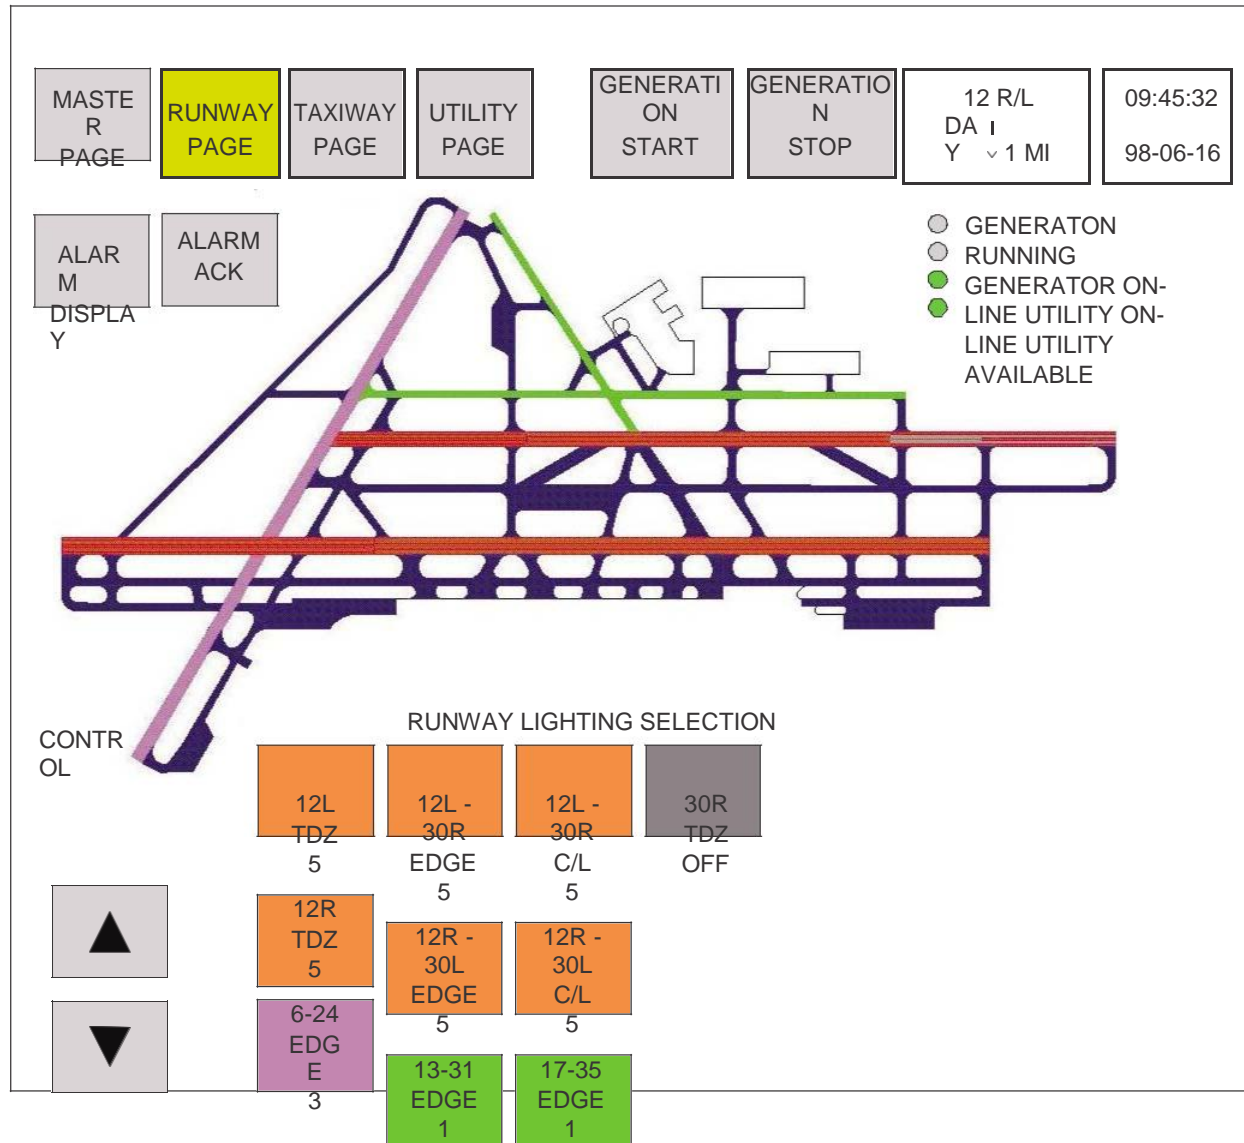 MASTE
R
PAGE
RUNWAY
PAGE
TAXIWAY
PAGE
UTILITY
PAGE
GENERATI
ON
START
GENERATIO
N
STOP
12 R/L
DA
Y 1 MI
09:45:32
98-06-16
ALAR
M
DISPLA
Y
ALARM
ACK
GENERATON
RUNNING
GENERATOR ON-
LINE UTILITY ON-
LINE UTILITY
AVAILABLE
RUNWAY LIGHTING SELECTION
CONTR
OL
12L
TDZ
5
12L -
30R
EDGE
5
12L -
30R
C/L
5
30R
TDZ
OFF
12R
TDZ
5
12R -
30L
EDGE
5
12R -
30L
C/L
5
6-24
EDG
E
3
13-31
EDGE
1
17-35
EDGE
1